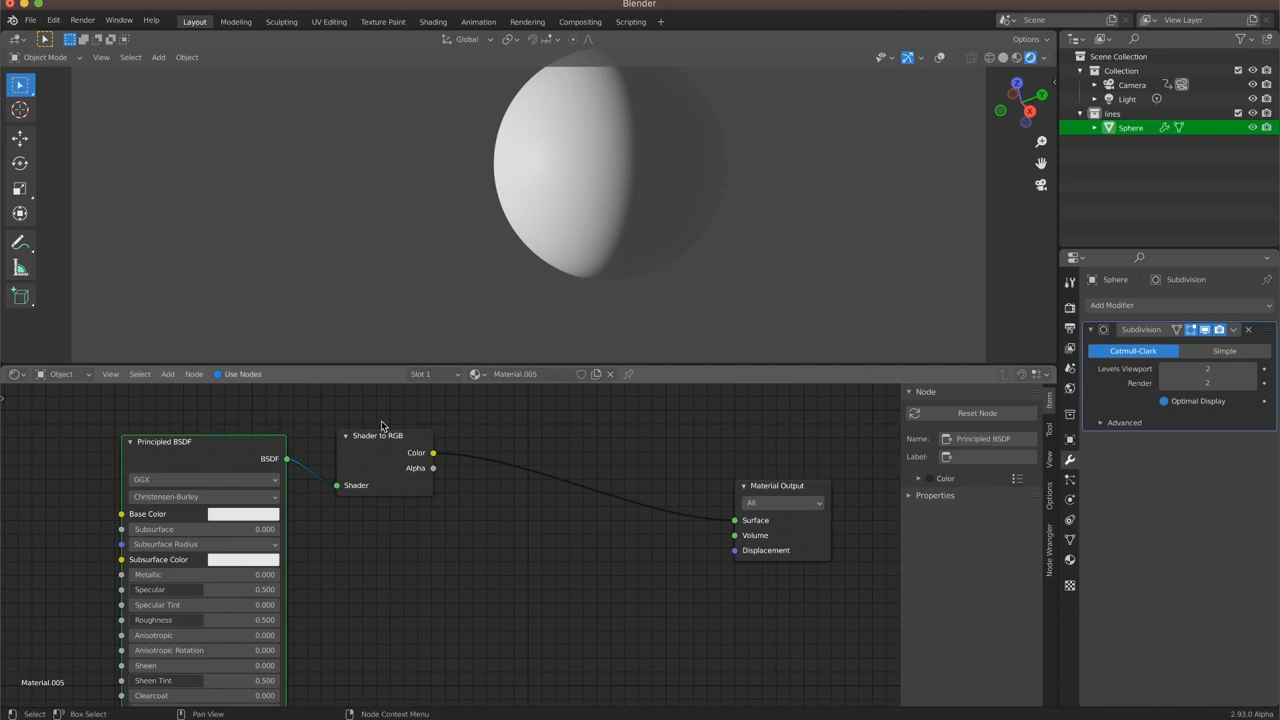 Blender
File Edit Render Window Help
Layout Modeling Sculpting UV Editing Texture Paint Shading Animation Rendering Compositing Scripting
Scene
View Layer
Global
Options
Object Mode View Select Add Object
Z
Y
X
Scene Collection
Collection
Camera
Light
lines
Sphere
Sphere Subdivision
Add Modifier
Subdivision
Catmull-Clark Simple
Levels Viewport 2
Render 2
Optimal Display
Advanced
Object View Select Add Node Use Nodes Slot 1 Material.005
Principled BSDF
BSDF
GGX
Christensen-Burley
Base Color
Subsurface 0.000
Subsurface Radius
Subsurface Color
Metallic 0.000
Specular 0.500
Specular Tint 0.000
Roughness 0.500
Anisotropic 0.000
Anisotropic Rotation 0.000
Sheen 0.000
Sheen Tint 0.500
Clearcoat 0.000
Shader to RGB
Color
Alpha
Shader
Material Output
All
Surface
Volume
Displacement
Node
Reset Node
Name: Principled BSDF
Label:
Color
Properties
Item
Tool
View
Options
Node Wrangler
Material.005
Select Box Select Pan View Node Context Menu 2.93.0 Alpha